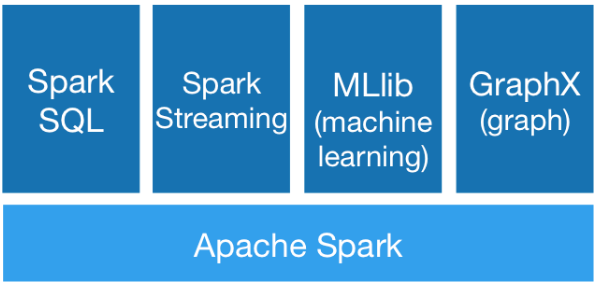 Spark
SQL
Spark
Streaming
MLlib
(machine
learning)
GraphX
(graph)
Apache Spark